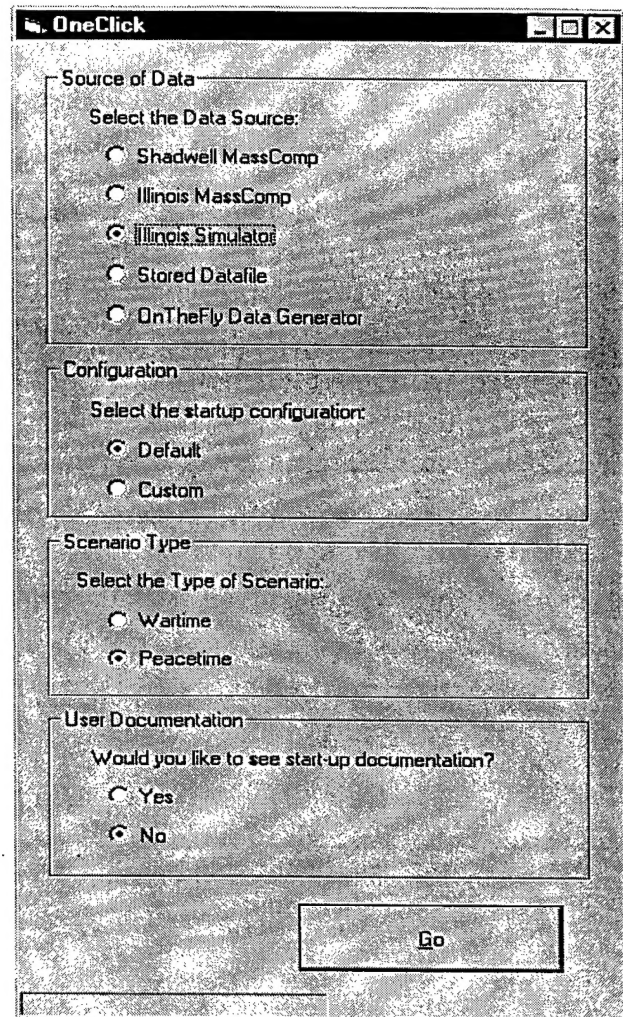 OneClick
Source of Data
Select the Data Source:
Shadwell MassComp
Illinois MassComp
Illinois Simulator
Stored Datafile
OnTheFly Data Generator
Configuration
Select the startup configuration:
Default
Custom
Scenario Type
Select the Type of Scenario:
Wartime
Peacetime
User Documentation
Would you like to see start-up documentation?
Yes
No
Go